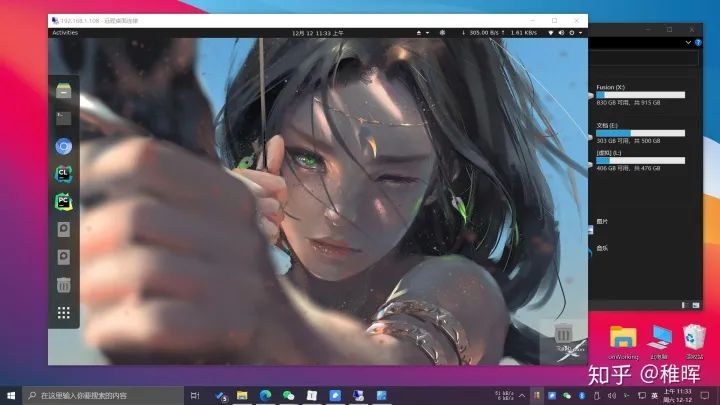 192.168.1.108 - 远程桌面连接
Activities
12月 12 11:33 上午
↓ 305.00 B/s ↑ 1.61 KB/s
Fusion (X:)
830 GB 可用，共 915 GB
文档 (E:)
303 GB 可用，共 500 GB
[虚拟] (L:)
406 GB 可用，共 476 GB
图片
音乐
CL
PC
onWorking
此电脑
回收站
知乎 @稚晖
在这里输入你要搜索的内容
上午 11:33
周六 12-12